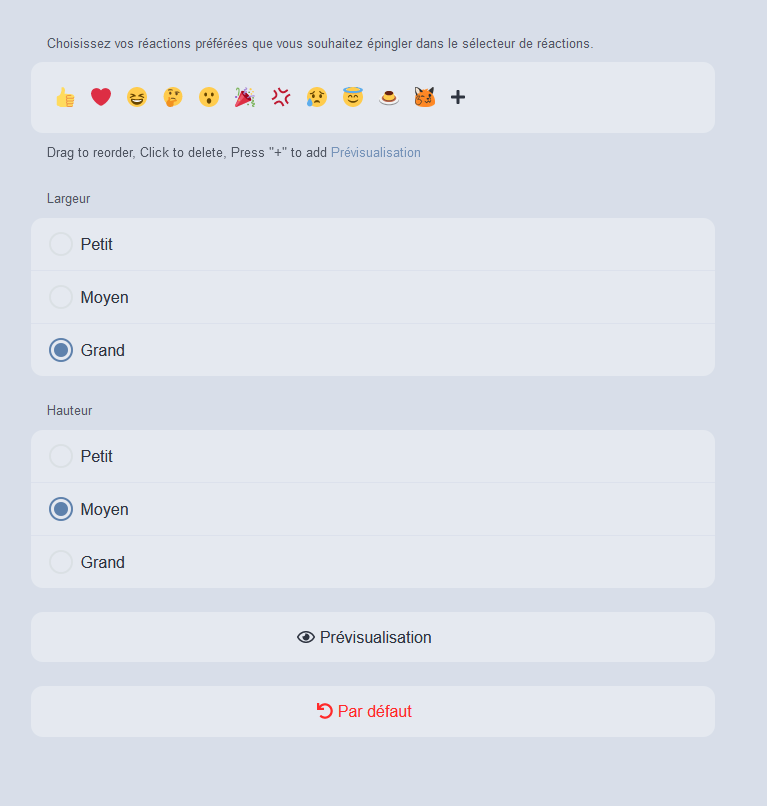 Choisissez vos réactions préférées que vous souhaitez épingler dans le sélecteur de réactions.
Drag to reorder, Click to delete, Press "+" to add Prévisualisation
Largeur
Petit
Moyen
Grand
Hauteur
Petit
Moyen
Grand
Prévisualisation
Par défaut